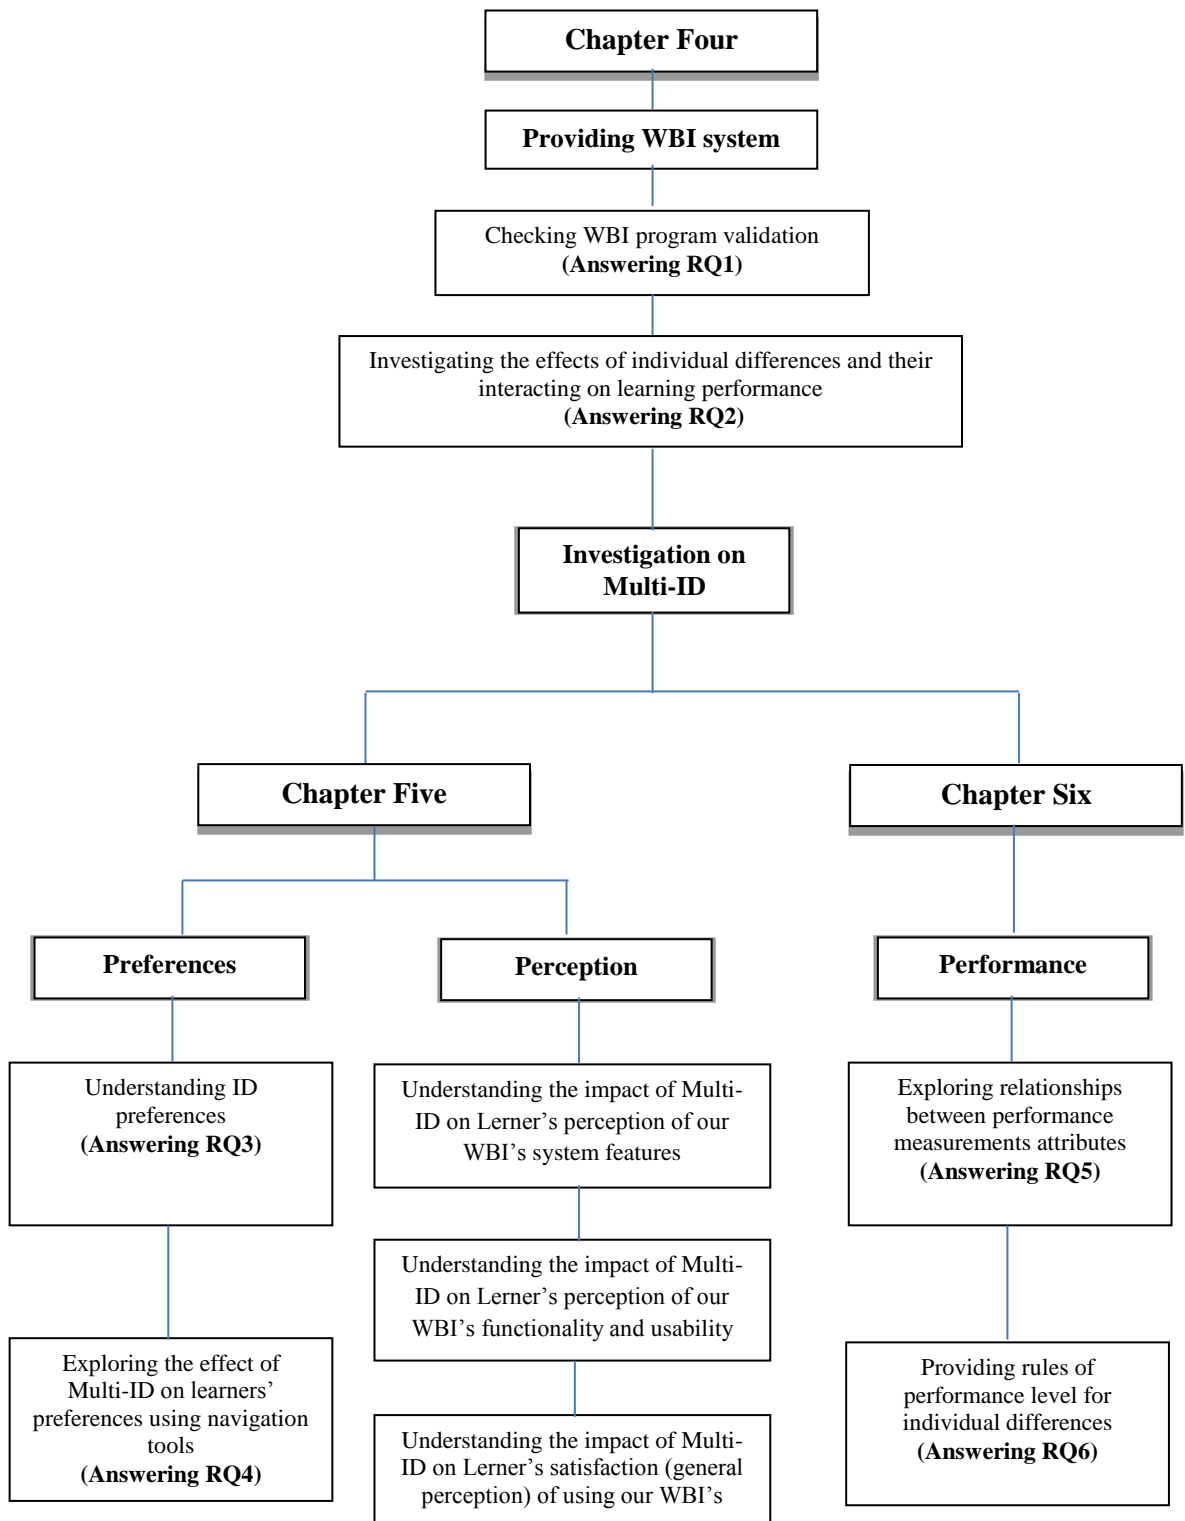 Chapter Four
Providing WBI system
Checking WBI program validation
(Answering RQ1)
Investigating the effects of individual differences and their
interacting on learning performance
(Answering RQ2)
Investigation on
Multi-ID
Chapter Five
Chapter Six
Preferences
Perception
Performance
Understanding ID
preferences
(Answering RQ3)
Understanding the impact of Multi-
ID on Lerner’s perception of our
WBI’s system features
Exploring relationships
between performance
measurements attributes
(Answering RQ5)
Understanding the impact of Multi-
ID on Lerner’s perception of our
WBI’s functionality and usability
Exploring the effect of
Multi-ID on learners’
preferences using navigation
tools
(Answering RQ4)
Providing rules of
performance level for
individual differences
(Answering RQ6)
Understanding the impact of Multi-
ID on Lerner’s satisfaction (general
perception) of using our WBI’s